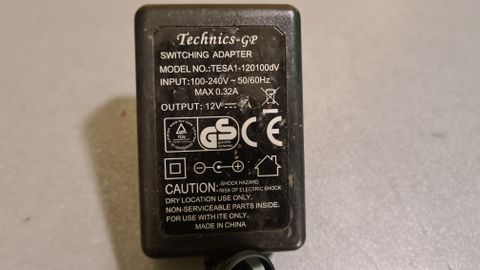 Technics-GP
SWITCHING ADAPTER
MODEL NO.:TESA1-120100dV
INPUT:100-240V~50/60Hz
MAX 0.32A
OUTPUT: 12V
TÜV
GS
CE
CAUTION.-SHOCK HAZARD
-RISK OF ELECTRIC SHOCK
DRY LOCATION USE ONLY.
NON-SERVICEABLE PARTS INSIDE.
FOR USE WITH ITE ONLY.
MADE IN CHINA